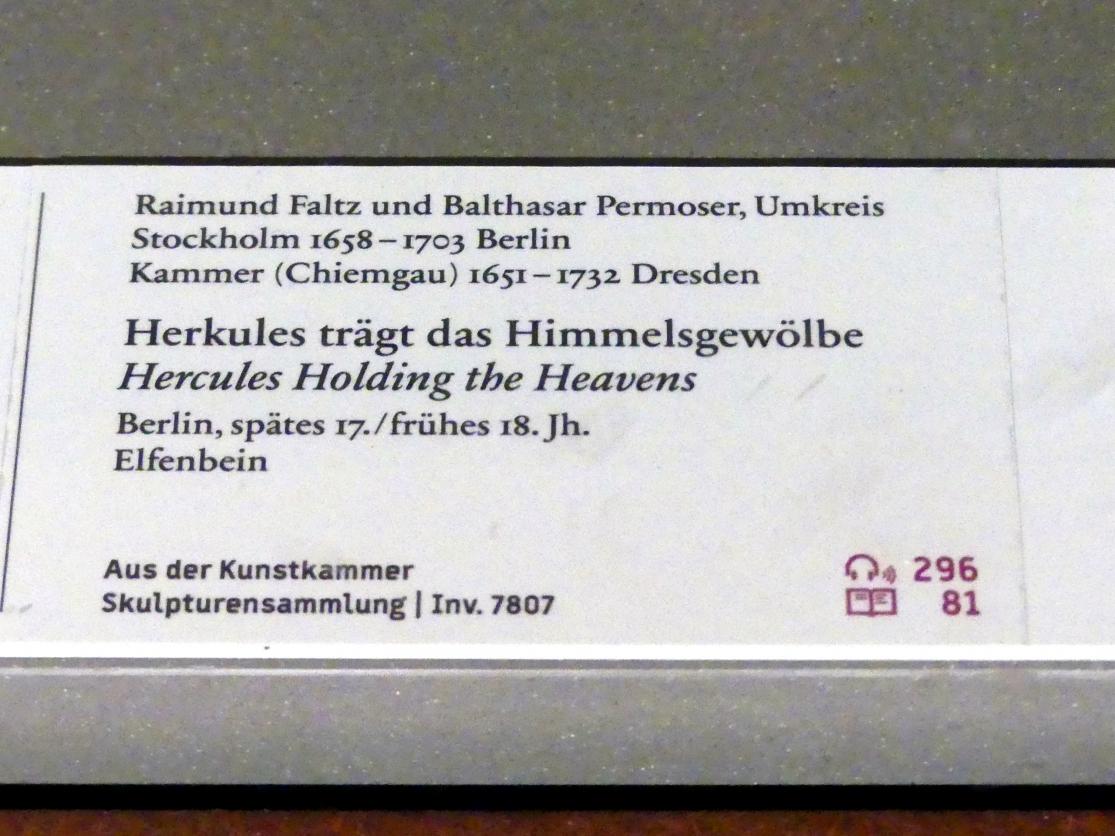 Raimund Faltz und Balthasar Permoser, Umkreis
Stockholm 1658–1703 Berlin
Kammer (Chiemgau) 1651–1732 Dresden
Herkules trägt das Himmelsgewölbe
Hercules Holding the Heavens
Berlin, spätes 17./frühes 18. Jh.
Elfenbein
Aus der Kunstkammer
Skulpturensammlung | Inv. 7807
296
81